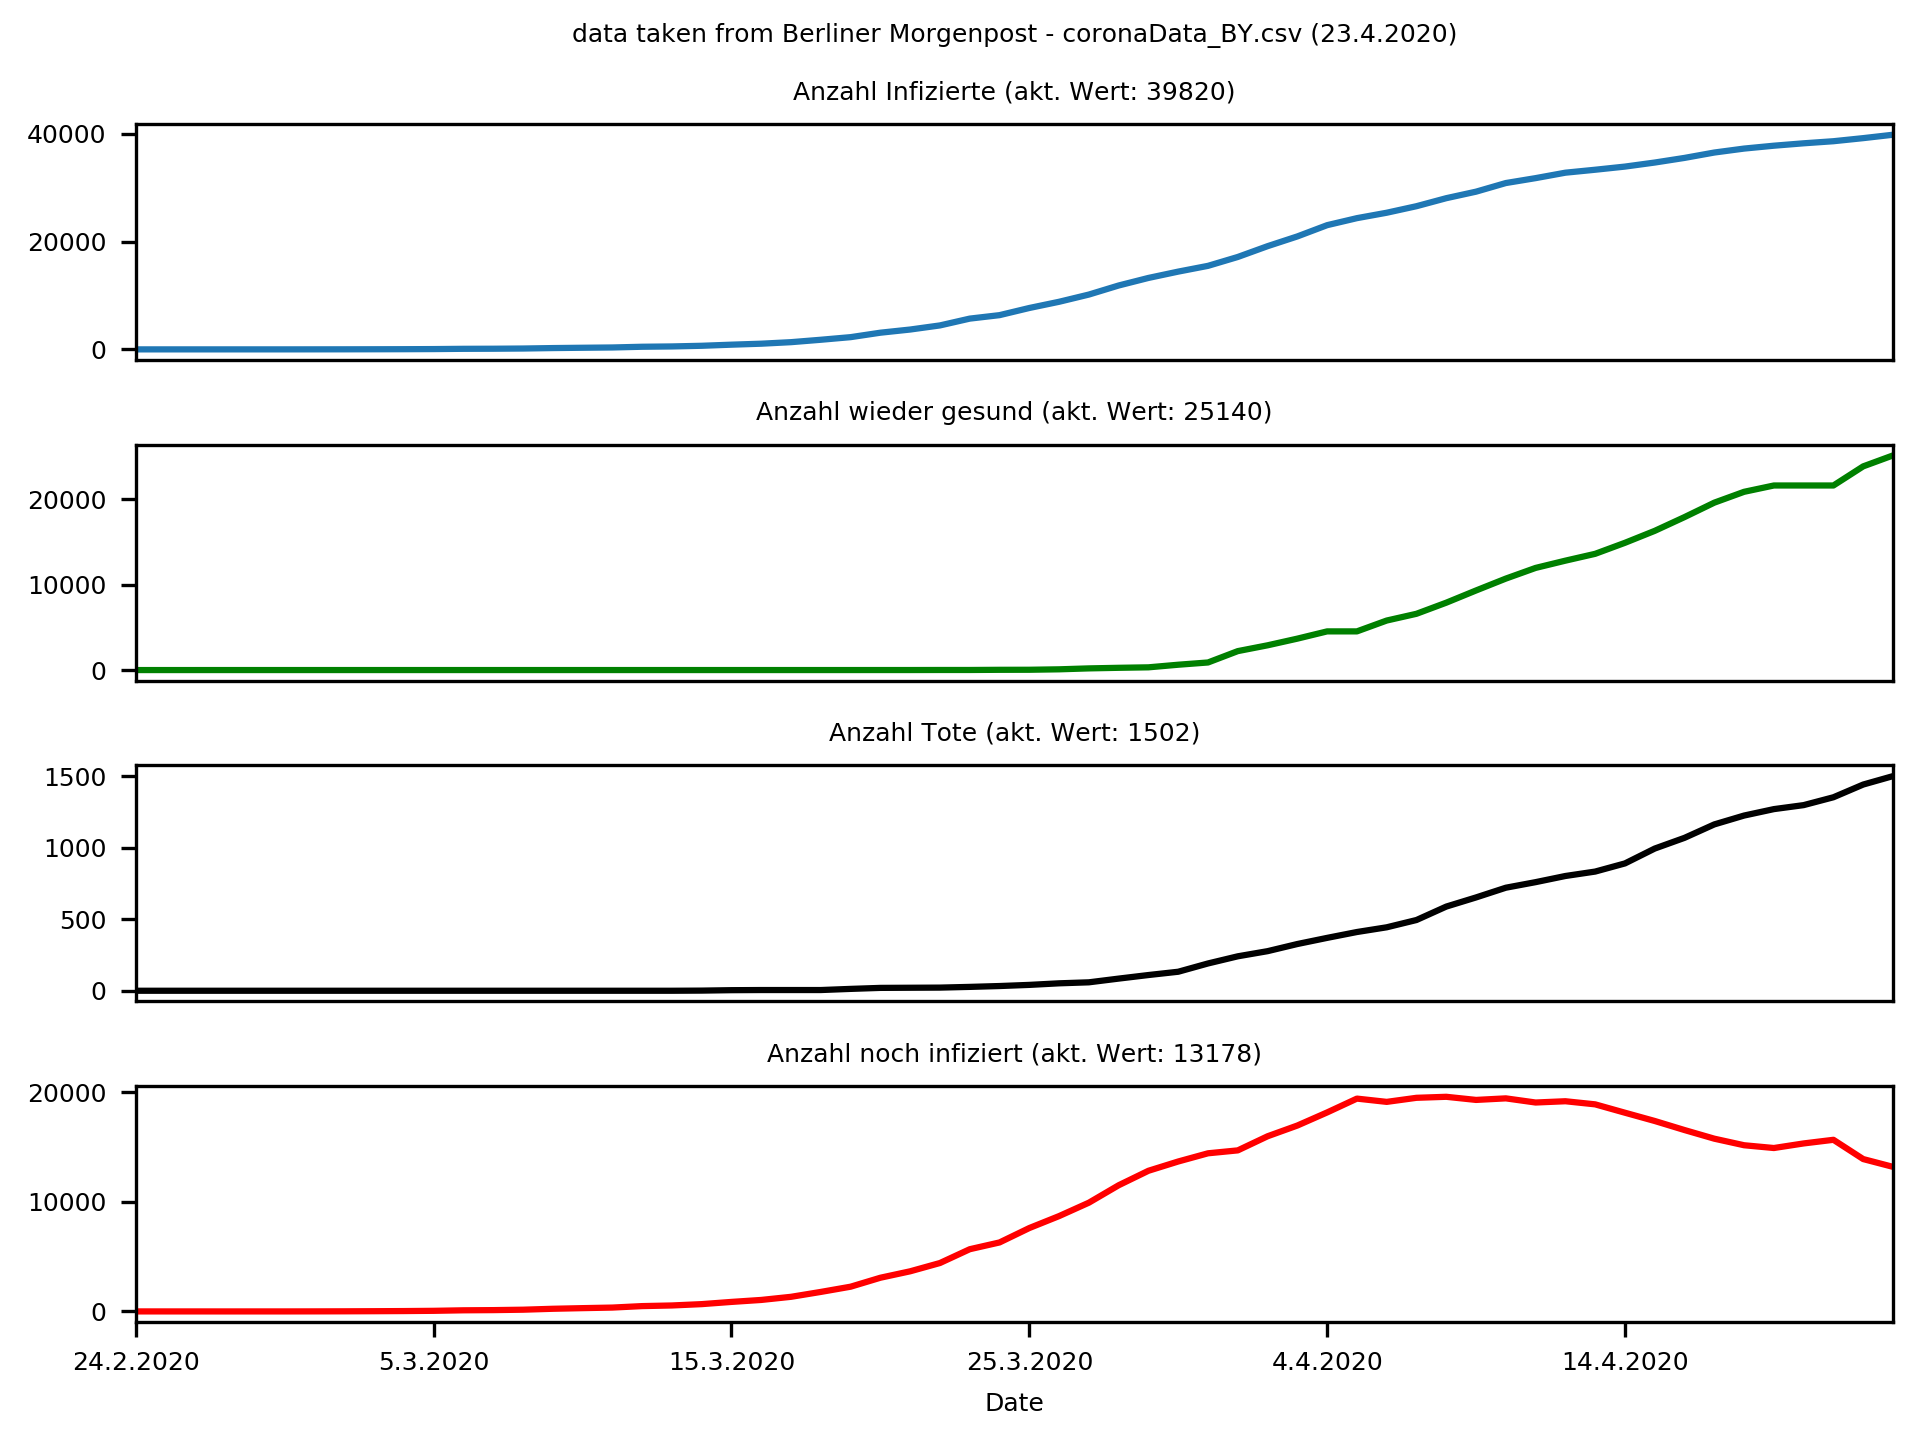 data taken from Berliner Morgenpost - coronaData_BY.csv (23.4.2020)
Anzahl Infizierte (akt. Wert: 39820)
40000
20000
0
Anzahl wieder gesund (akt. Wert: 25140)
20000
10000
0
Anzahl Tote (akt. Wert: 1502)
1500
1000
500
0
Anzahl noch infiziert (akt. Wert: 13178)
20000
10000
0
24.2.2020 5.3.2020 15.3.2020 25.3.2020 4.4.2020 14.4.2020
Date